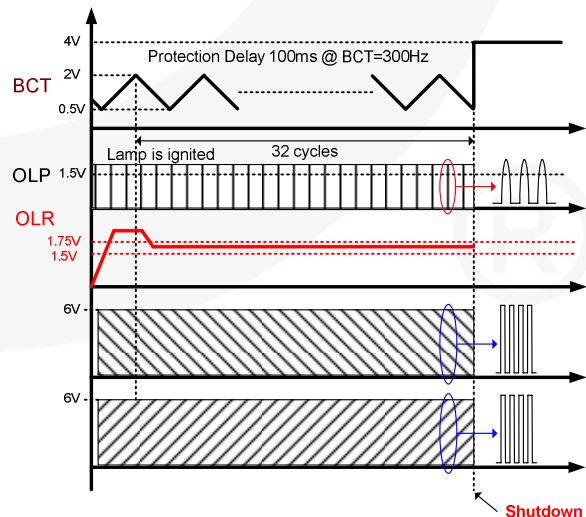 4V
Protection Delay 100ms @ BCT=300Hz
2V
BCT
0.5V
32 cycles
Lamp is ignited
OLP
1.5V
OLR
1.75V
1.5V
6V
6V
Shutdown